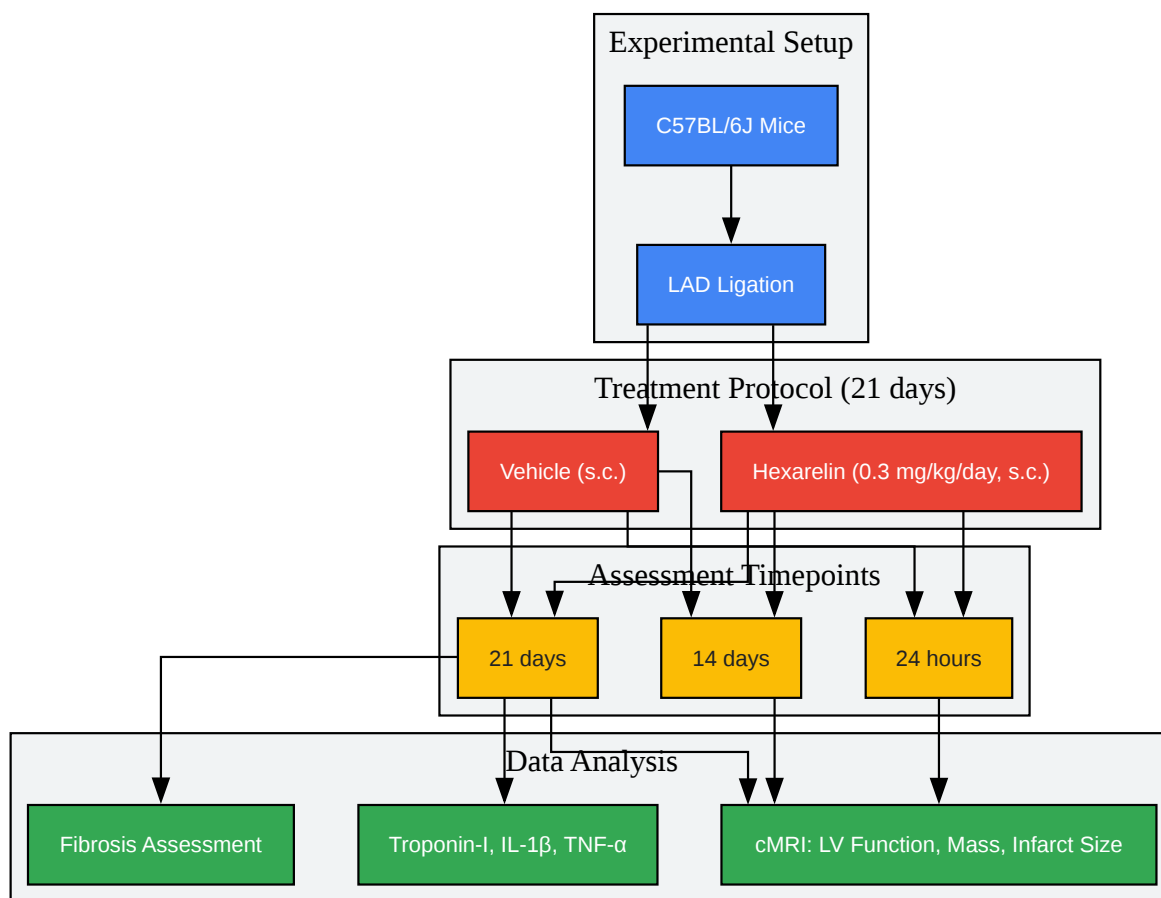 Experimental Setup
C57BL/6J Mice
LAD Ligation
Treatment Protocol (21 days)
Vehicle (s.c.)
Hexarelin (0.3 mg/kg/day, s.c.)
Assessment Timepoints
21 days
14 days
24 hours
Data Analysis
Fibrosis Assessment
Troponin-I, IL-1β, TNF-α
cMRI: LV Function, Mass, Infarct Size